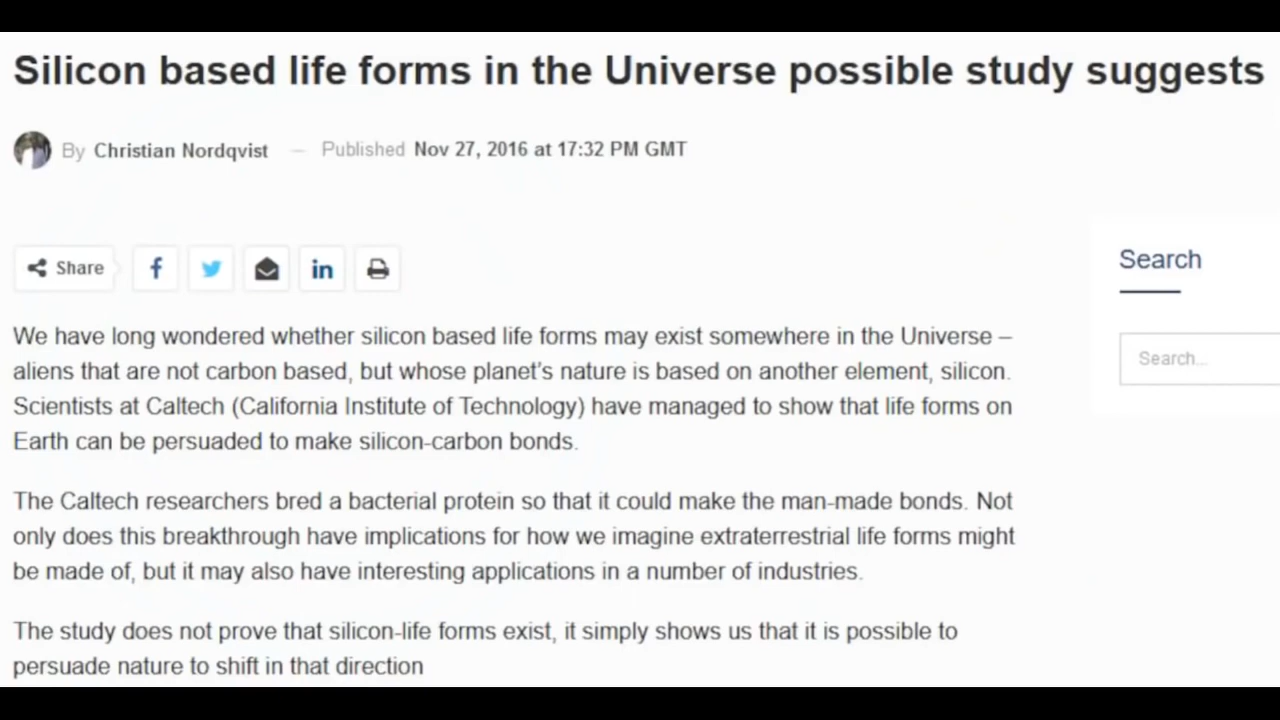 Silicon based life forms in the Universe possible study suggests
By Christian Nordqvist — Published Nov 27, 2016 at 17:32 PM GMT
Share
Search
Search...
We have long wondered whether silicon based life forms may exist somewhere in the Universe –
aliens that are not carbon based, but whose planet's nature is based on another element, silicon.
Scientists at Caltech (California Institute of Technology) have managed to show that life forms on
Earth can be persuaded to make silicon-carbon bonds.
The Caltech researchers bred a bacterial protein so that it could make the man-made bonds. Not
only does this breakthrough have implications for how we imagine extraterrestrial life forms might
be made of, but it may also have interesting applications in a number of industries.
The study does not prove that silicon-life forms exist, it simply shows us that it is possible to
persuade nature to shift in that direction